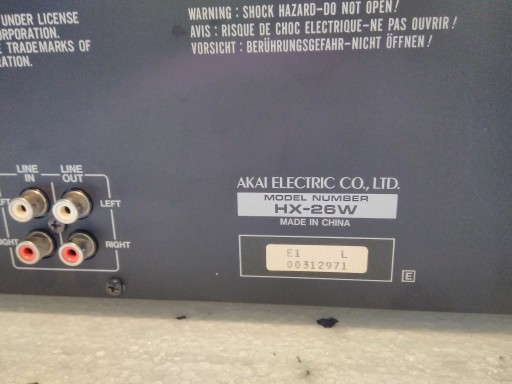 UNDER LICENSE
ORPORATION.
E TRADEMARKS OF
RATION.
WARNING : SHOCK HAZARD-DO NOT OPEN!
AVIS : RISQUE DE CHOC ELECTRIQUE-NE PAS OUVRIR!
VORSICHT : BERÜHRUNGSGEFAHR-NICHT ÖFFNEN!
LINE IN
LINE OUT
LEFT
RIGHT
AKAI ELECTRIC CO., LTD.
MODEL NUMBER
HX-26W
MADE IN CHINA
E1 L
00312971
E